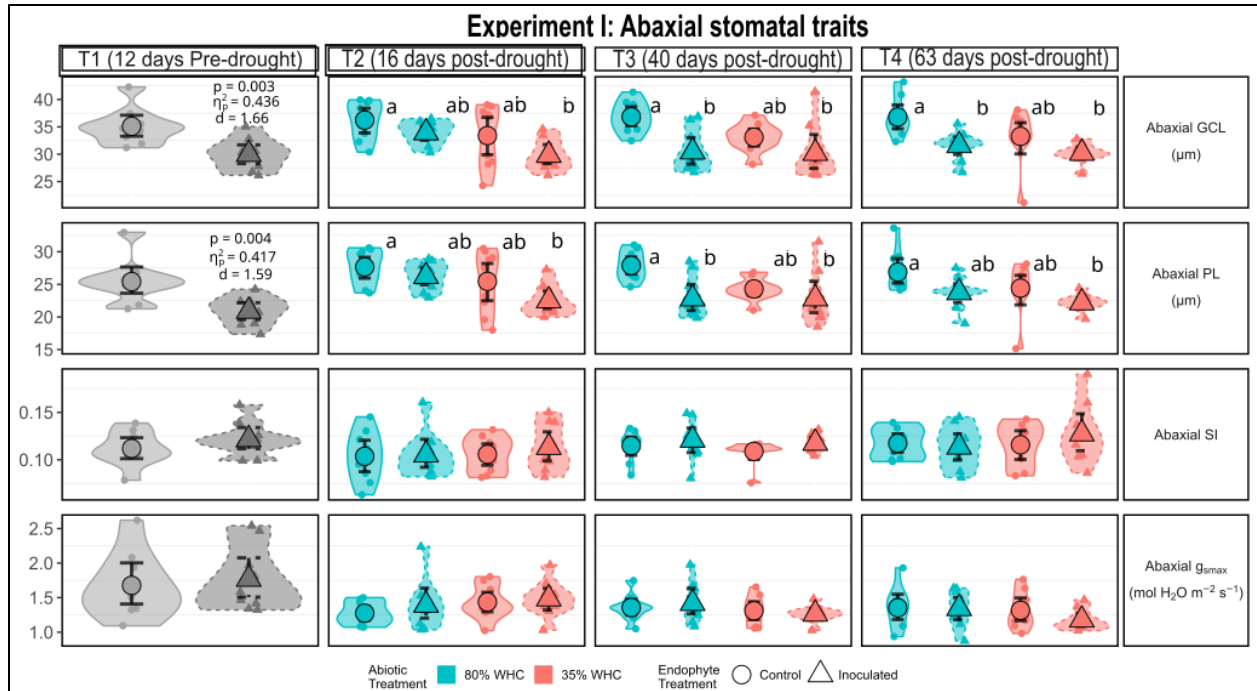 Experiment I: Abaxial stomatal traits
T1 (12 days Pre-drought) T2 (16 days post-drought) T3 (40 days post-drought) T4 (63 days post-drought)
40
35
30
25
p = 0.003
η²p = 0.436
d = 1.66
a ab ab b
a b ab b
a b ab b
Abaxial GCL
(µm)
30
25
20
15
p = 0.004
η²p = 0.417
d = 1.59
a ab ab b
a b ab b
a ab ab b
Abaxial PL
(µm)
0.15
0.10
Abaxial SI
2.5
2.0
1.5
1.0
Abaxial gsmax
(mol H₂O m⁻² s⁻¹)
Abiotic
Treatment
80% WHC 35% WHC
Endophyte
Treatment
Control Inoculated